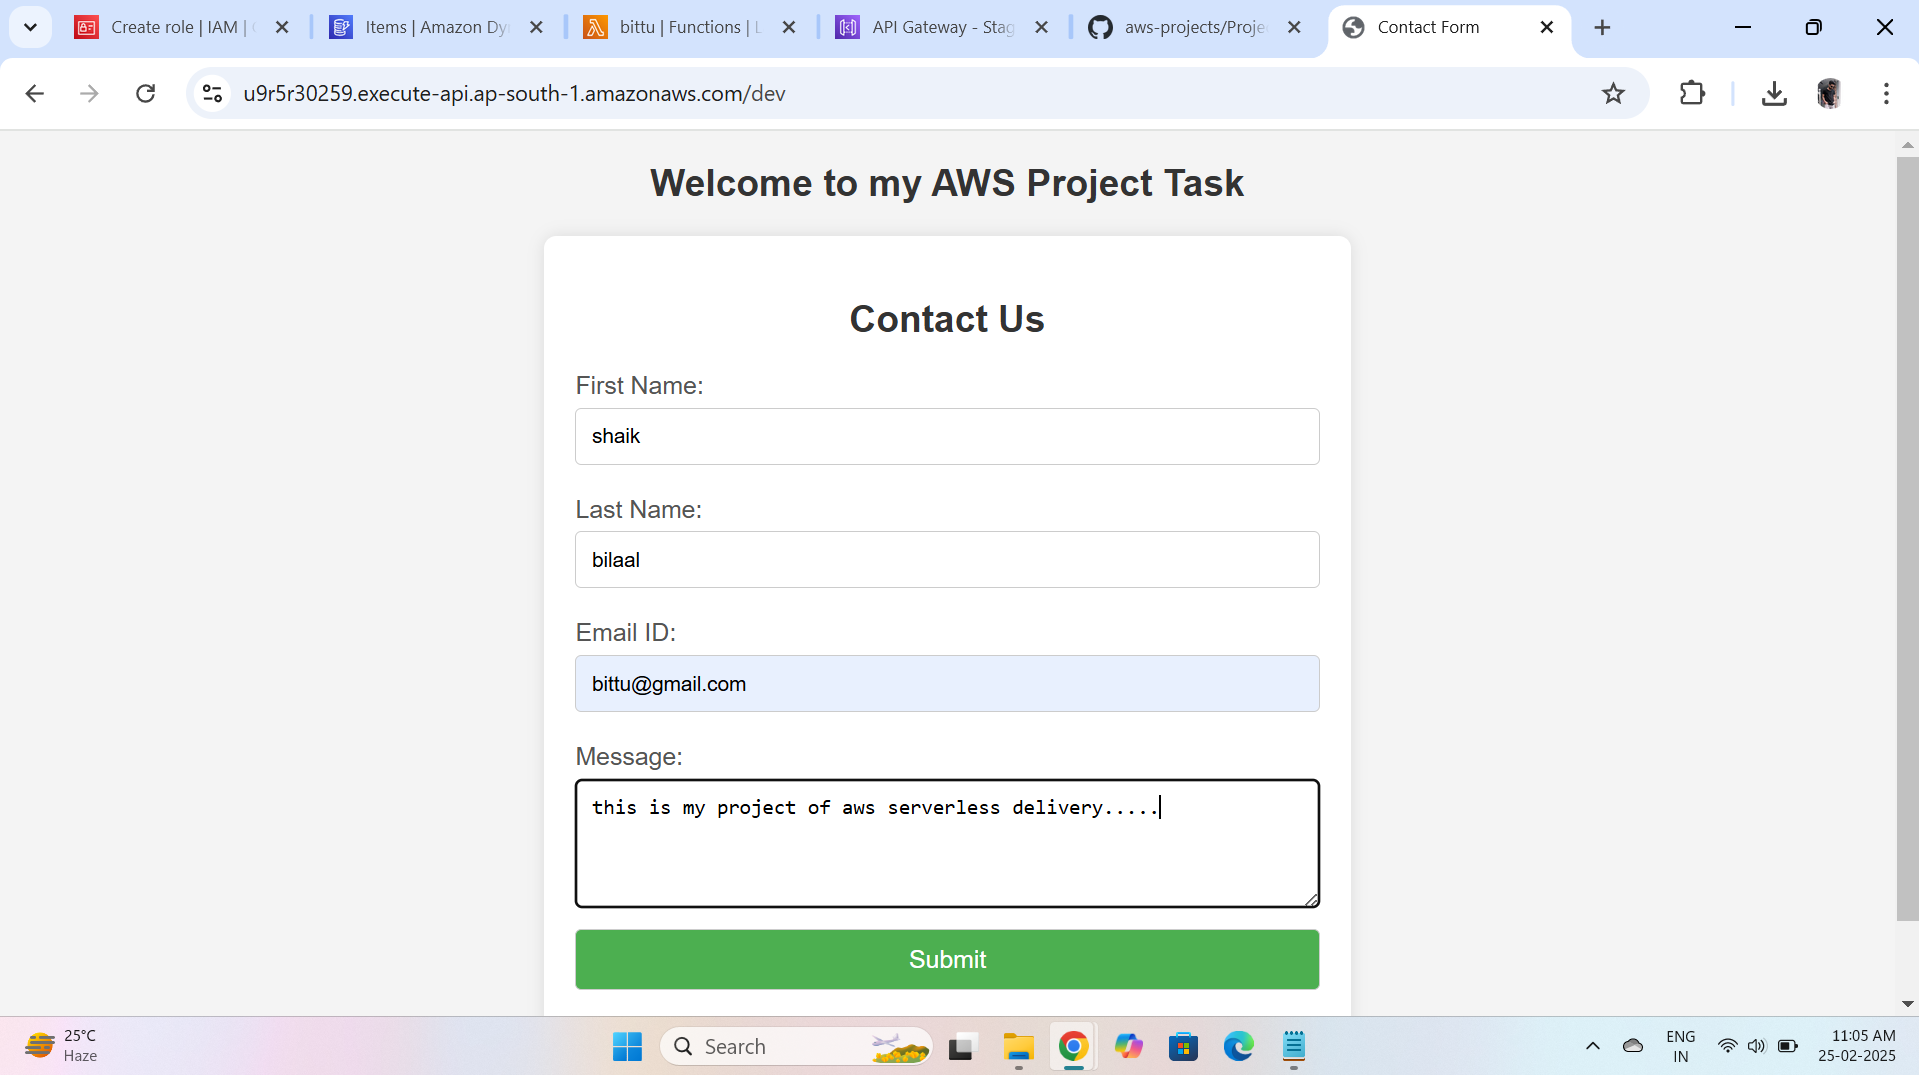 Create role | IAM |
Items | Amazon Dy
bittu | Functions | L
API Gateway - Stag
aws-projects/Proje
Contact Form
u9r5r30259.execute-api.ap-south-1.amazonaws.com/dev
Welcome to my AWS Project Task
Contact Us
First Name:
shaik
Last Name:
bilaal
Email ID:
bittu@gmail.com
Message:
this is my project of aws serverless delivery.....
Submit
25°C
Haze
Search
ENG
IN
11:05 AM
25-02-2025